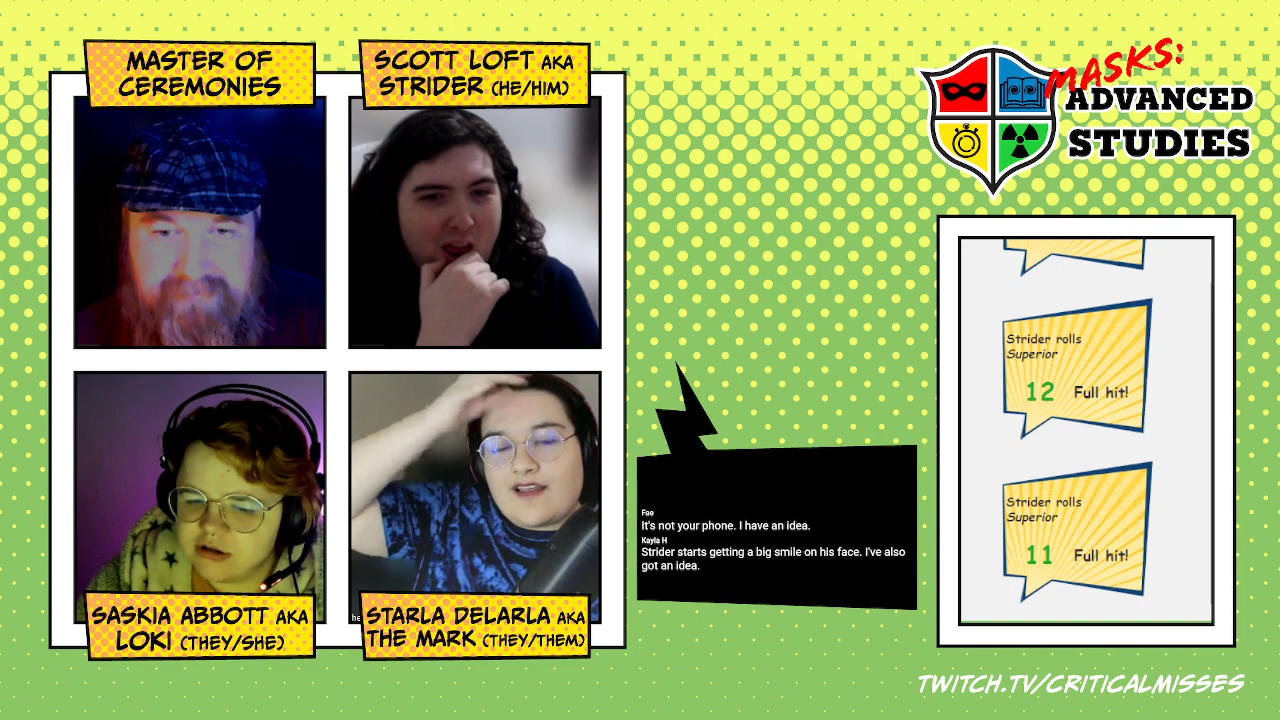 MASTER OF
CEREMONIES
SCOTT LOFT AKA
STRIDER (HE/HIM)
MASKS:
ADVANCED
STUDIES
Strider rolls
Superior
12 Full hit!
Fae
It's not your phone. I have an idea.
Kayla H
Strider starts getting a big smile on his face. I've also
got an idea.
Strider rolls
Superior
11 Full hit!
SASKIA ABBOTT AKA
LOKI (THEY/SHE)
he
STARLA DELARLA AKA
THE MARK (THEY/THEM)
TWITCH.TV/CRITICALMISSES